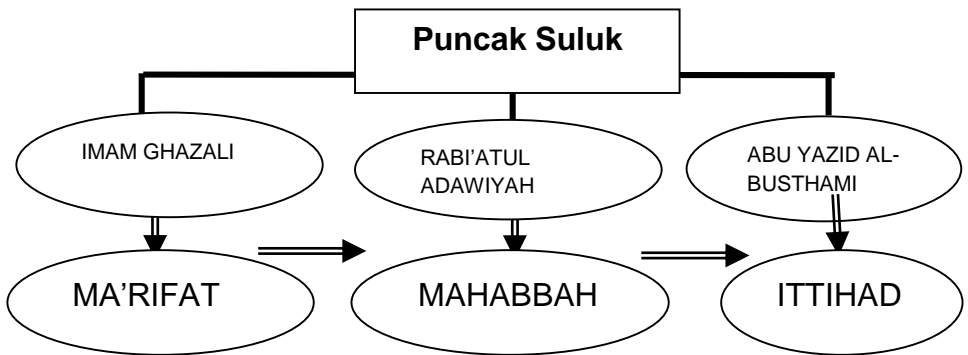 Puncak Suluk
IMAM GHAZALI
RABI'ATUL
ADAWIYAH
ABU YAZID AL-
BUSTHAMI
MA'RIFAT
MAHABBAH
ITTIHAD